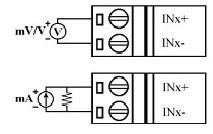 INx+
mV/V
V
INx-
INx+
mA
INx-